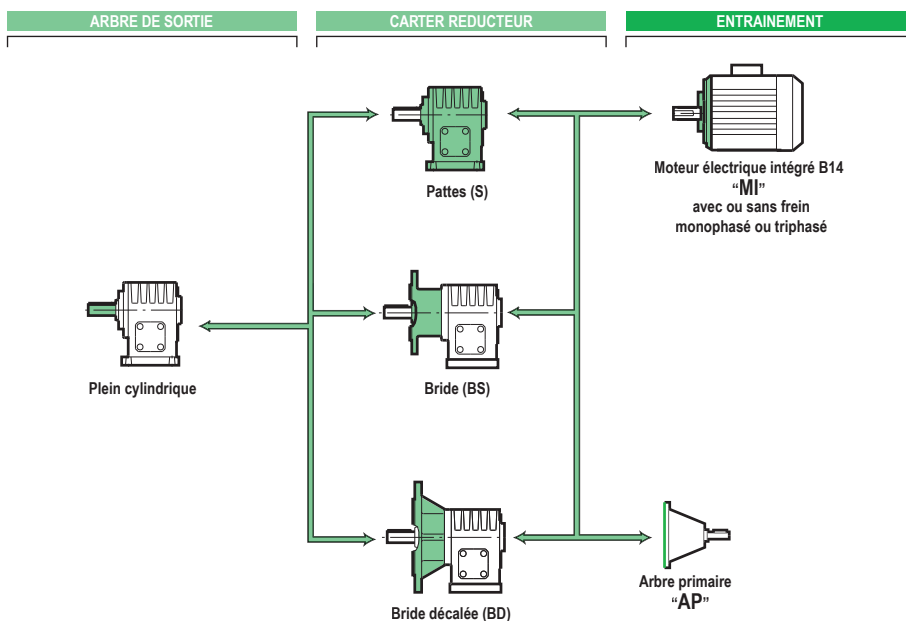 ARBRE DE SORTIE
CARTER REDUCTEUR
ENTRAINEMENT
Pattes (S)
Moteur électrique intégré B14
“MI”
avec ou sans frein
monophasé ou triphasé
Plein cylindrique
Bride (BS)
Bride décalée (BD)
Arbre primaire
“AP”